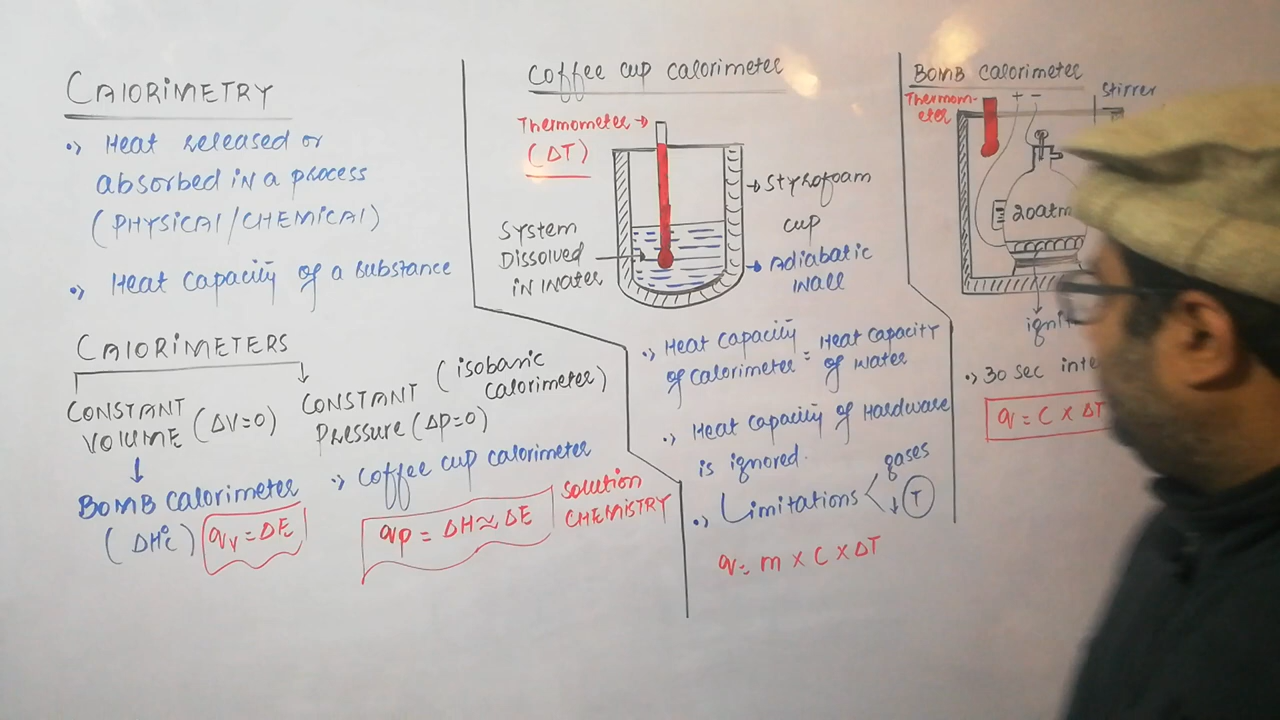 CALORIMETRY
•) Heat released or
absorbed in a process
(PHYSICAL/CHEMICAL)
•) Heat capacity of a substance
CALORIMETERS
CONSTANT
VOLUME (ΔV=0)
BOMB calorimeter
(ΔH°c) qv = ΔE
CONSTANT (isobaric
calorimeter)
Pressure (ΔP=0)
•) Coffee cup calorimeter
qp = ΔH ≈ ΔE
Solution
CHEMISTRY
Coffee cup calorimeter
Thermometer →
(ΔT)
System
Dissolved
in water
→ Styrofoam
cup
→ Adiabatic
wall
•) Heat capacity
of calorimeter = Heat capacity
of water
•) Heat capacity of Hardware
is ignored.
•) Limitations < gases
↓ T
q = m × C × ΔT
BOMB calorimeter
Thermom-
eter
+ −
Stirrer
200atm
•) 30 sec
q = C × ΔT